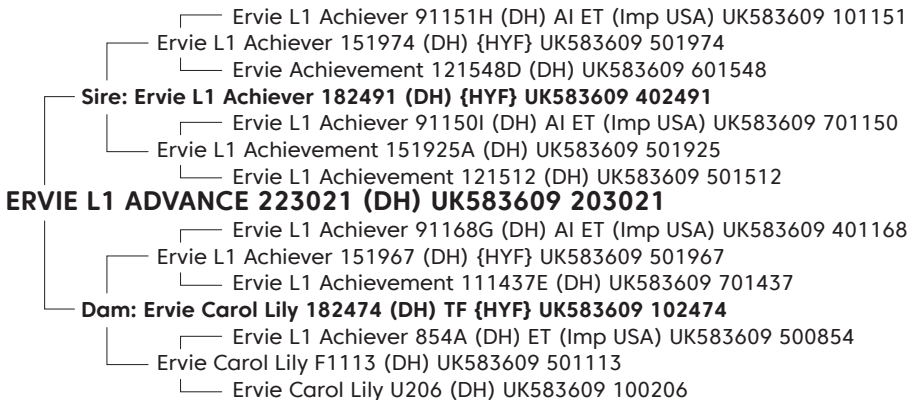 Ervie L1 Achiever 91151H (DH) AI ET (Imp USA) UK583609 101151
Ervie L1 Achiever 151974 (DH) {HYF} UK583609 501974
Ervie Achievement 121548D (DH) UK583609 601548
Sire: Ervie L1 Achiever 182491 (DH) {HYF} UK583609 402491
Ervie L1 Achiever 91150I (DH) AI ET (Imp USA) UK583609 701150
Ervie L1 Achievement 151925A (DH) UK583609 501925
Ervie L1 Achievement 121512 (DH) UK583609 501512
ERVIE L1 ADVANCE 223021 (DH) UK583609 203021
Ervie L1 Achiever 91168G (DH) AI ET (Imp USA) UK583609 401168
Ervie L1 Achiever 151967 (DH) {HYF} UK583609 501967
Ervie L1 Achievement 111437E (DH) UK583609 701437
Dam: Ervie Carol Lily 182474 (DH) TF {HYF} UK583609 102474
Ervie L1 Achiever 854A (DH) ET (Imp USA) UK583609 500854
Ervie Carol Lily F1113 (DH) UK583609 501113
Ervie Carol Lily U206 (DH) UK583609 100206